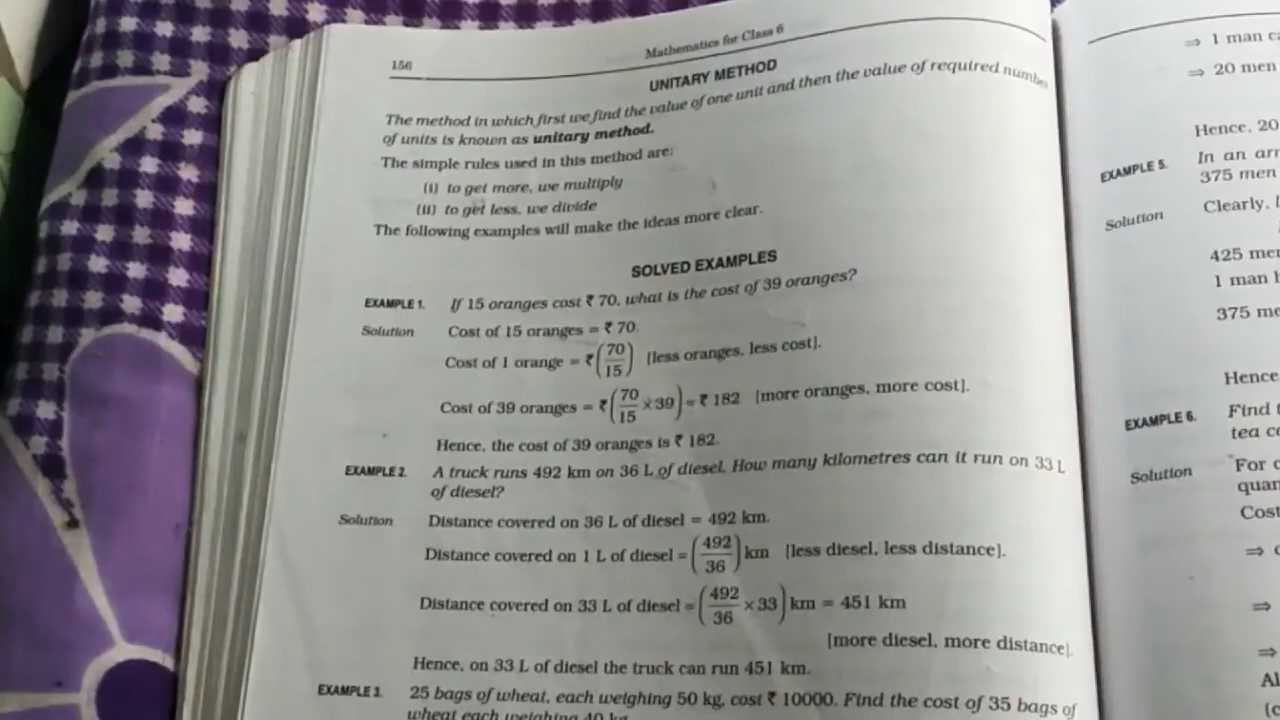 156
Mathematics for Class 6
UNITARY METHOD
The method in which first we find the value of one unit and then the value of required
of units is known as unitary method.
The simple rules used in this method are:
(i) to get more, we multiply
(ii) to get less, we divide
The following examples will make the ideas more clear.
SOLVED EXAMPLES
EXAMPLE 1. If 15 oranges cost ₹ 70, what is the cost of 39 oranges?
Solution Cost of 15 oranges = ₹ 70.
Cost of 1 orange = ₹(70/15) [less oranges, less cost].
Cost of 39 oranges = ₹(70/15 × 39) = ₹ 182 [more oranges, more cost].
Hence, the cost of 39 oranges is ₹ 182.
EXAMPLE 2. A truck runs 492 km on 36 L of diesel. How many kilometres can it run on 33 L
of diesel?
Solution Distance covered on 36 L of diesel = 492 km.
Distance covered on 1 L of diesel = (492/36) km [less diesel, less distance].
Distance covered on 33 L of diesel = (492/36 × 33) km = 451 km
[more diesel, more distance].
Hence, on 33 L of diesel the truck can run 451 km.
EXAMPLE 3. 25 bags of wheat, each weighing 50 kg, cost ₹ 10000. Find the cost of 35 bags of
wheat each weighing 40 kg.
⇒ 1 man
⇒ 20 men
Hence, 20
EXAMPLE 5. In an
375 men
Solution Clearly,
425
1 man
375
Hence
EXAMPLE 6. Find
tea
Solution For
Cost
⇒
⇒
⇒